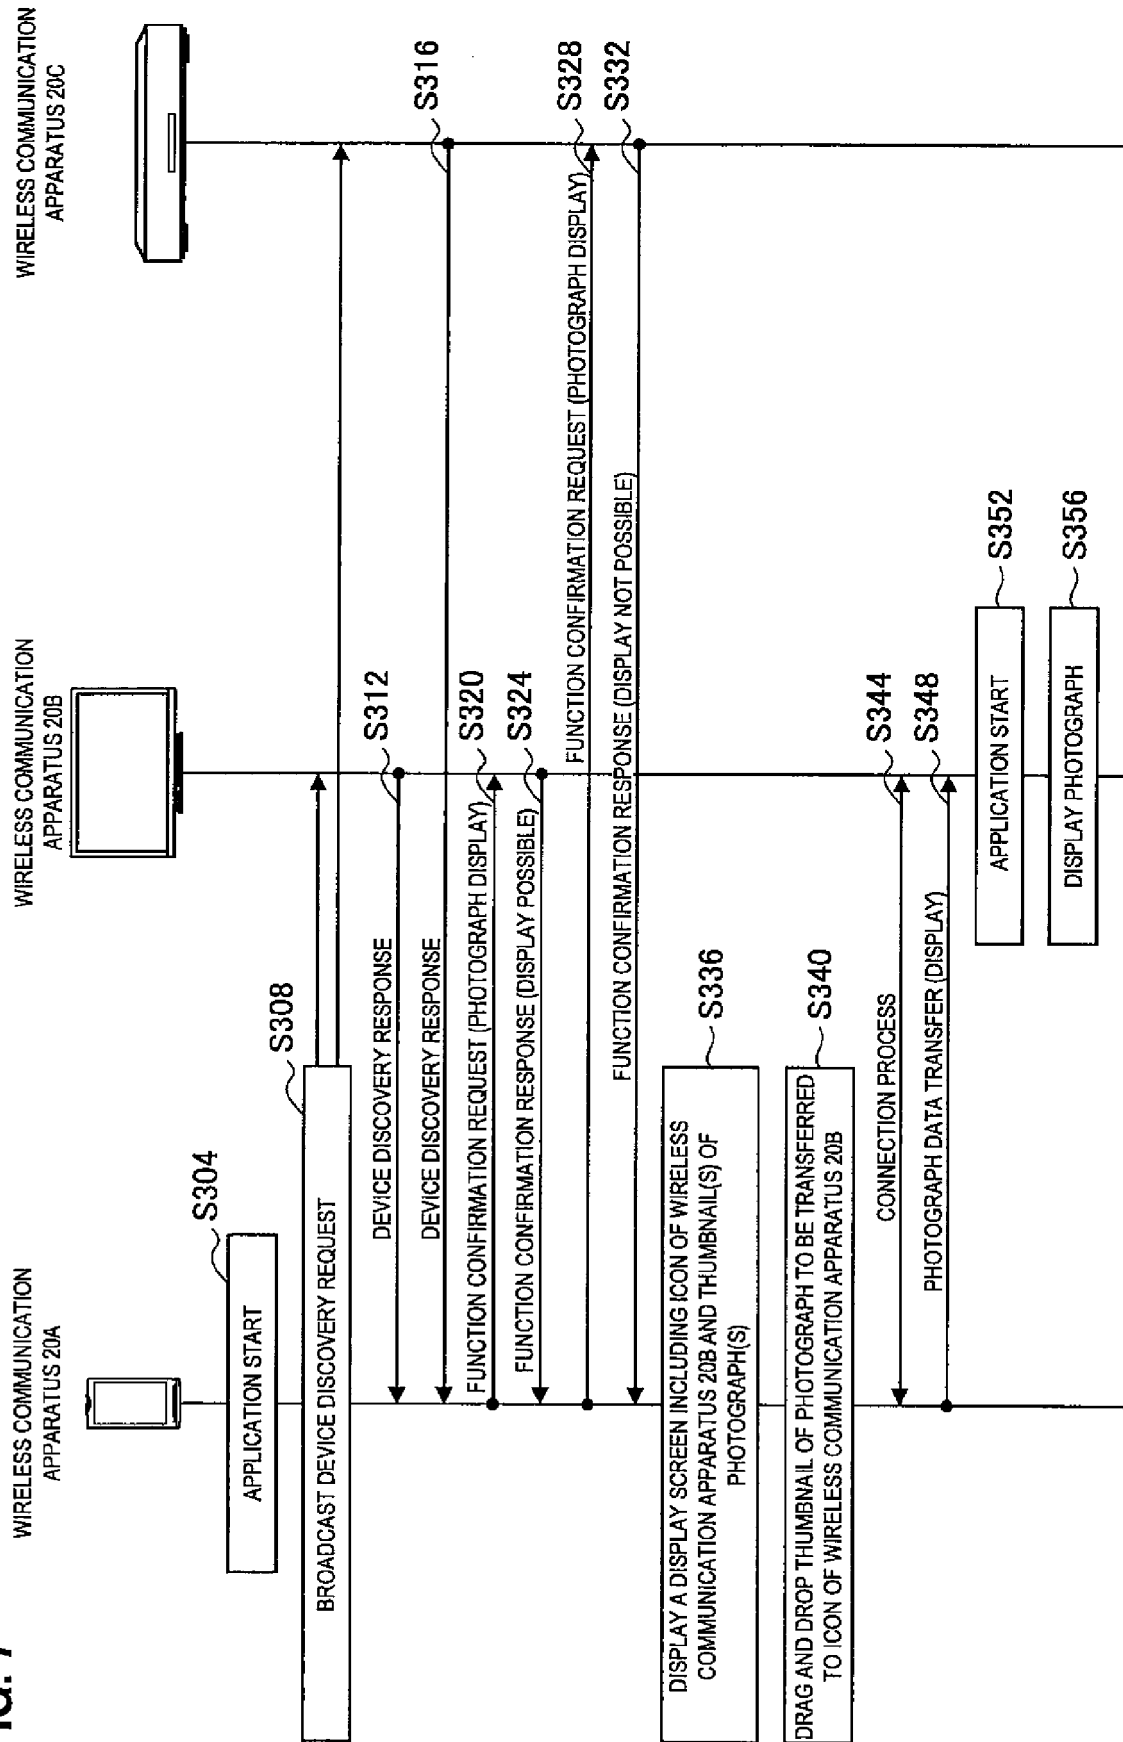 WIRELESS COMMUNICATION
APPARATUS 20A
WIRELESS COMMUNICATION
APPARATUS 20B
WIRELESS COMMUNICATION
APPARATUS 20C
S304
APPLICATION START
S308
BROADCAST DEVICE DISCOVERY REQUEST
S312
DEVICE DISCOVERY RESPONSE
S316
DEVICE DISCOVERY RESPONSE
S320
FUNCTION CONFIRMATION REQUEST (PHOTOGRAPH DISPLAY)
S324
FUNCTION CONFIRMATION RESPONSE (DISPLAY POSSIBLE)
S328
FUNCTION CONFIRMATION REQUEST (PHOTOGRAPH DISPLAY)
S332
FUNCTION CONFIRMATION RESPONSE (DISPLAY NOT POSSIBLE)
S336
DISPLAY A DISPLAY SCREEN INCLUDING ICON OF WIRELESS
COMMUNICATION APPARATUS 20B AND THUMBNAIL(S) OF
PHOTOGRAPH(S)
S340
DRAG AND DROP THUMBNAIL OF PHOTOGRAPH TO BE TRANSFERRED
TO ICON OF WIRELESS COMMUNICATION APPARATUS 20B
S344
CONNECTION PROCESS
S348
PHOTOGRAPH DATA TRANSFER (DISPLAY)
S352
APPLICATION START
S356
DISPLAY PHOTOGRAPH